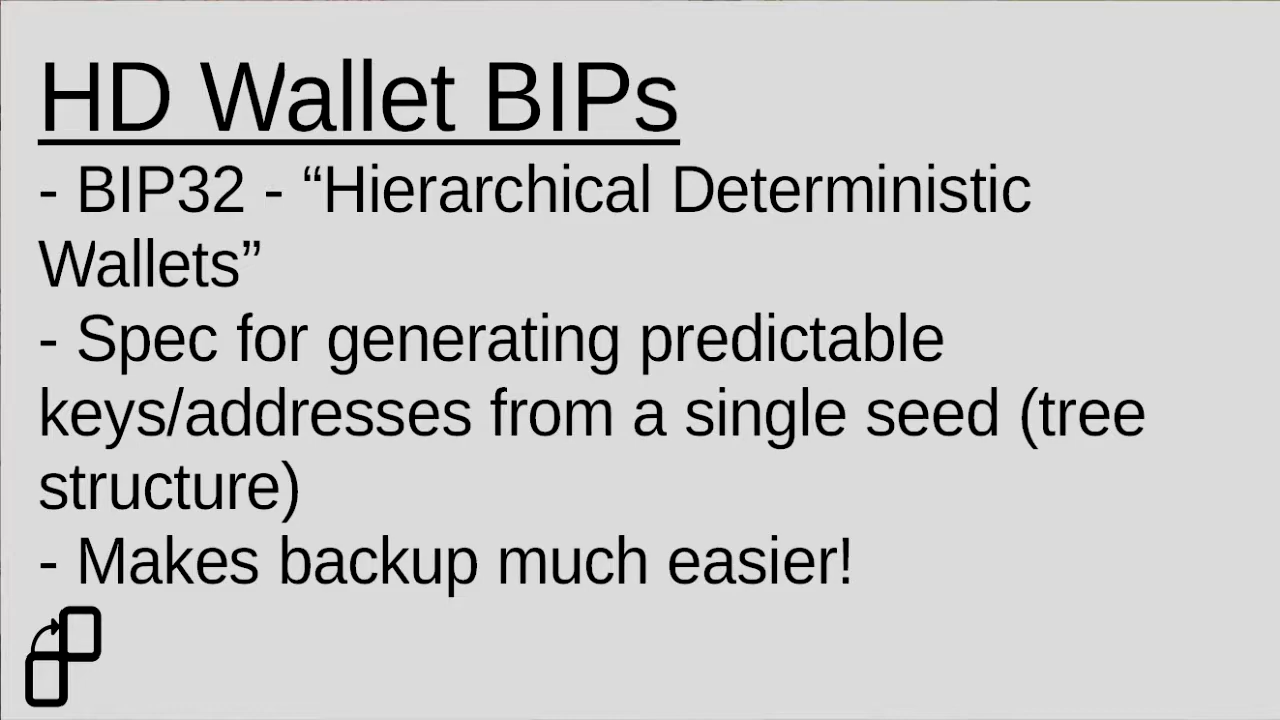 HD Wallet BIPs
- BIP32 - “Hierarchical Deterministic
Wallets”
- Spec for generating predictable
keys/addresses from a single seed (tree
structure)
- Makes backup much easier!